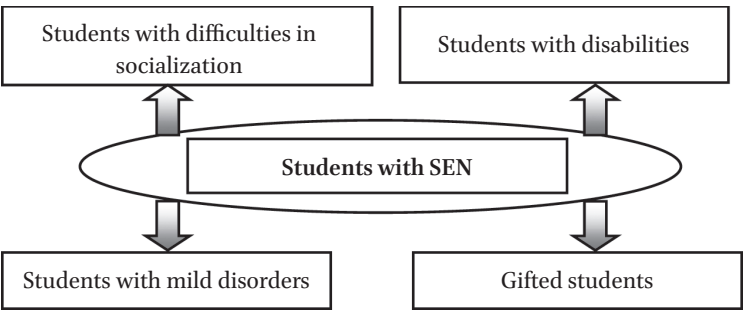 Students with difficulties in
socialization
Students with disabilities
Students with SEN
Students with mild disorders
Gifted students